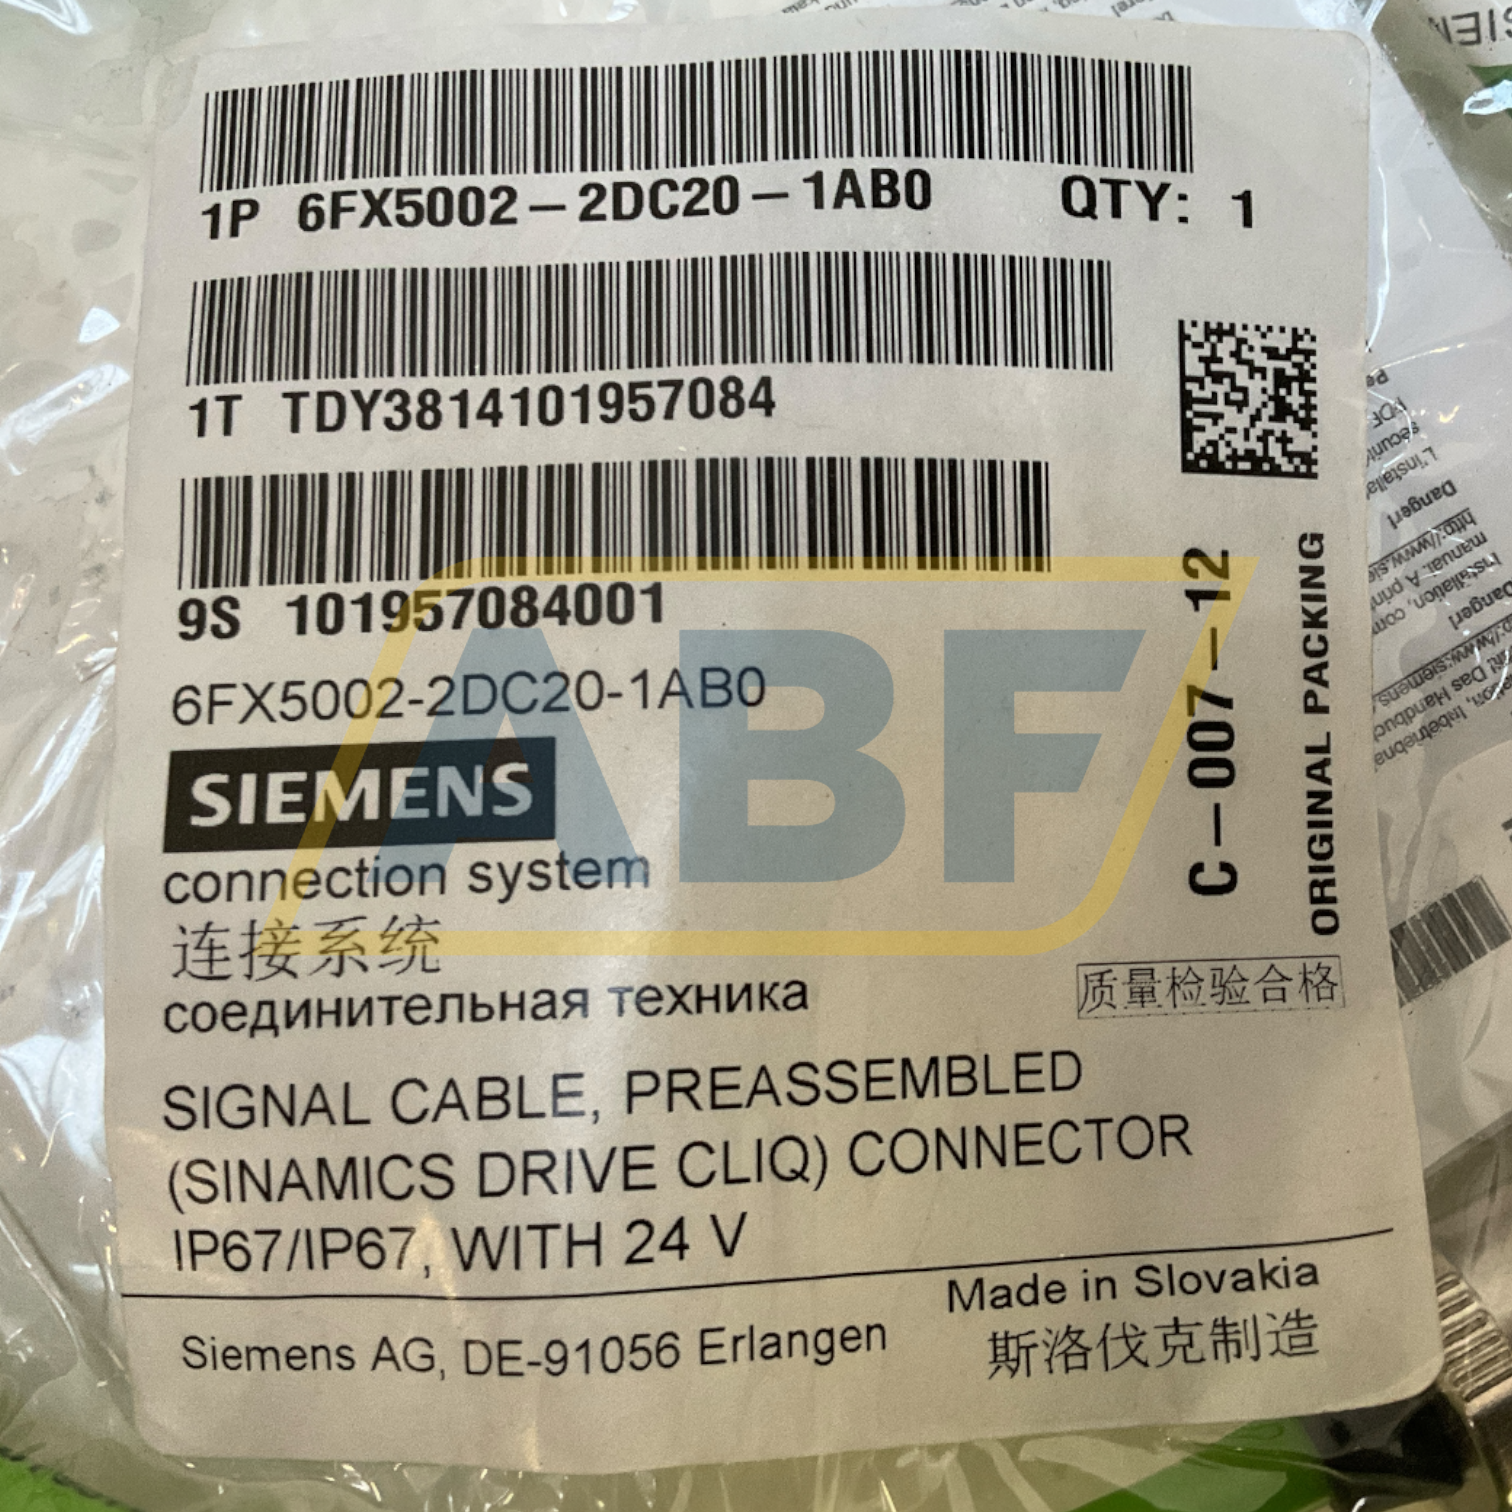 1P 6FX5002-2DC20-1AB0 QTY: 1
1T TDY3814101957084
9S 101957084001
6FX5002-2DC20-1AB0
SIEMENS
connection system
连接系统
соединительная техника
SIGNAL CABLE, PREASSEMBLED
(SINAMICS DRIVE CLIQ) CONNECTOR
IP67/IP67, WITH 24 V
C-007-12
ORIGINAL PACKING
质量检验合格
Siemens AG, DE-91056 Erlangen
Made in Slovakia
斯洛伐克制造
ABF
Danger!